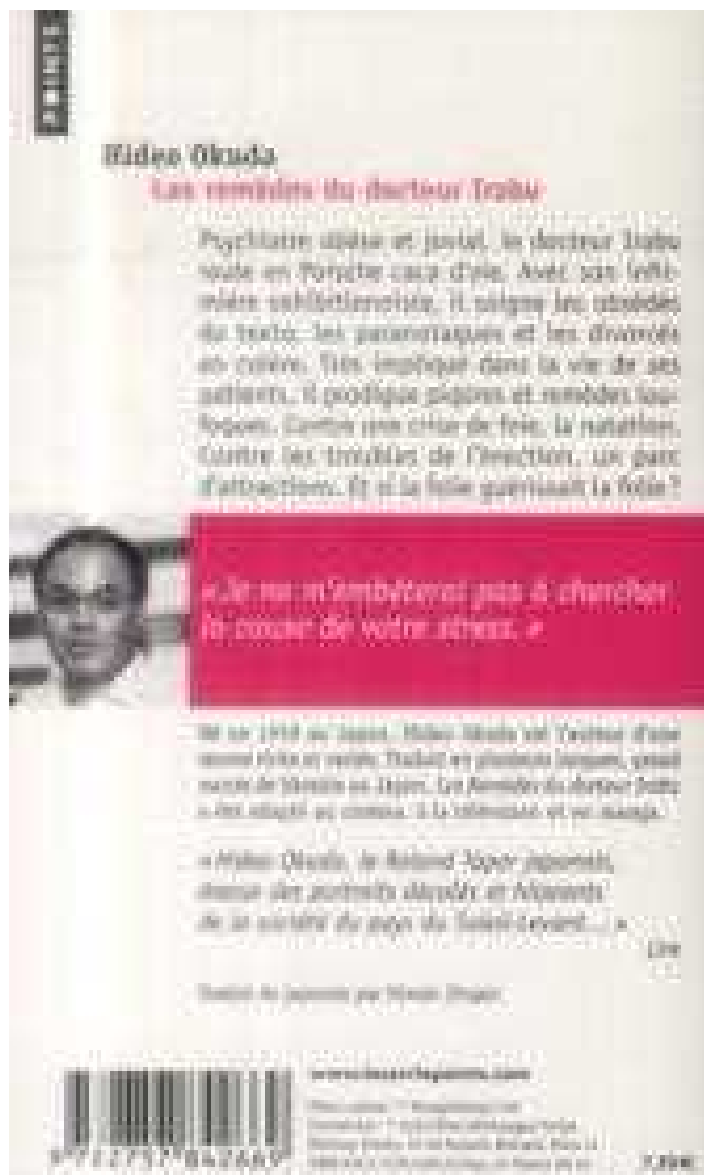 POINTS
Hideo Okuda
Les remèdes du docteur Irabu
Psychiatre obèse et jovial, le docteur Irabu
roule en Porsche caca d'oie. Avec son infir-
mière exhibitionniste, il soigne les obsédés
du texto, les paranoïaques et les divorcés
en colère. Très impliqué dans la vie de ses
patients, il prodigue piqûres et remèdes lou-
foques. Contre une crise de foie, la natation.
Contre les troubles de l'érection, un parc
d'attractions. Et si la folie guérissait la folie ?
« Je ne m'embêterai pas à chercher
la cause de votre stress. »
Né en 1959 au Japon, Hideo Okuda est l'auteur d'une
œuvre riche et variée. Traduit en plusieurs langues, grand
succès de librairie au Japon, Les Remèdes du docteur Irabu
a été adapté au cinéma, à la télévision et en manga.
« Hideo Okuda, le Roland Topor japonais,
dresse des portraits décalés et hilarants
de la société du pays du Soleil-Levant... »
Lire
Traduit du japonais par
www.lecerclepoints.com
9 782757 842669